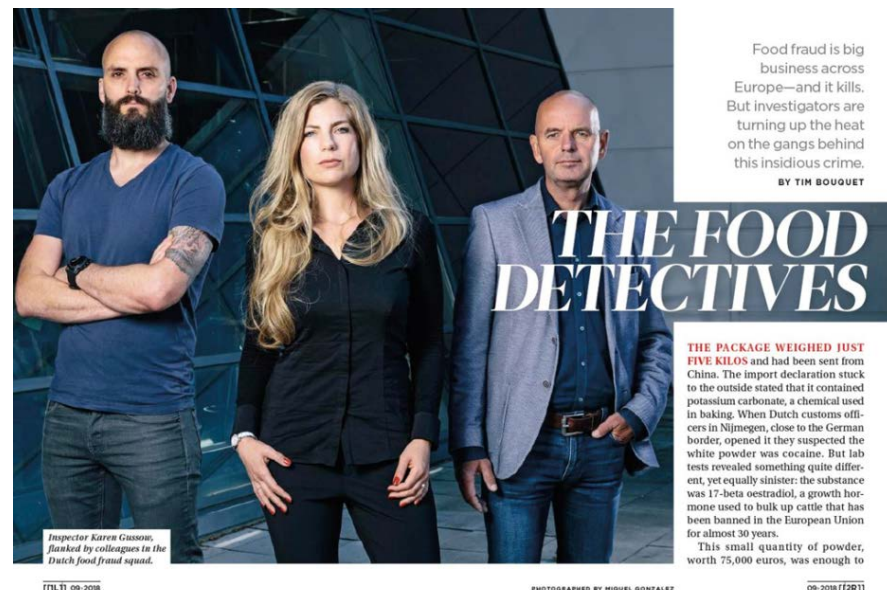 Food fraud is big
business across
Europe—and it kills.
But investigators are
turning up the heat
on the gangs behind
this insidious crime.
BY TIM BOUQUET
THE FOOD
DETECTIVES
THE PACKAGE WEIGHED JUST
FIVE KILOS and had been sent from
China. The import declaration stuck
to the outside stated that it contained
potassium carbonate, a chemical used
in baking. When Dutch customs offi-
cers in Nijmegen, close to the German
border, opened it they suspected the
white powder was cocaine. But lab
tests revealed something quite differ-
ent, yet equally sinister: the substance
was 17-beta oestradiol, a growth hor-
mone used to bulk up cattle that has
been banned in the European Union
for almost 30 years.
This small quantity of powder,
worth 75,000 euros, was enough to
Inspector Karen Gussow,
flanked by colleagues in the
Dutch food fraud squad.
09-2018
PHOTOGRAPHED BY MIGUEL GONZALEZ
09-2018